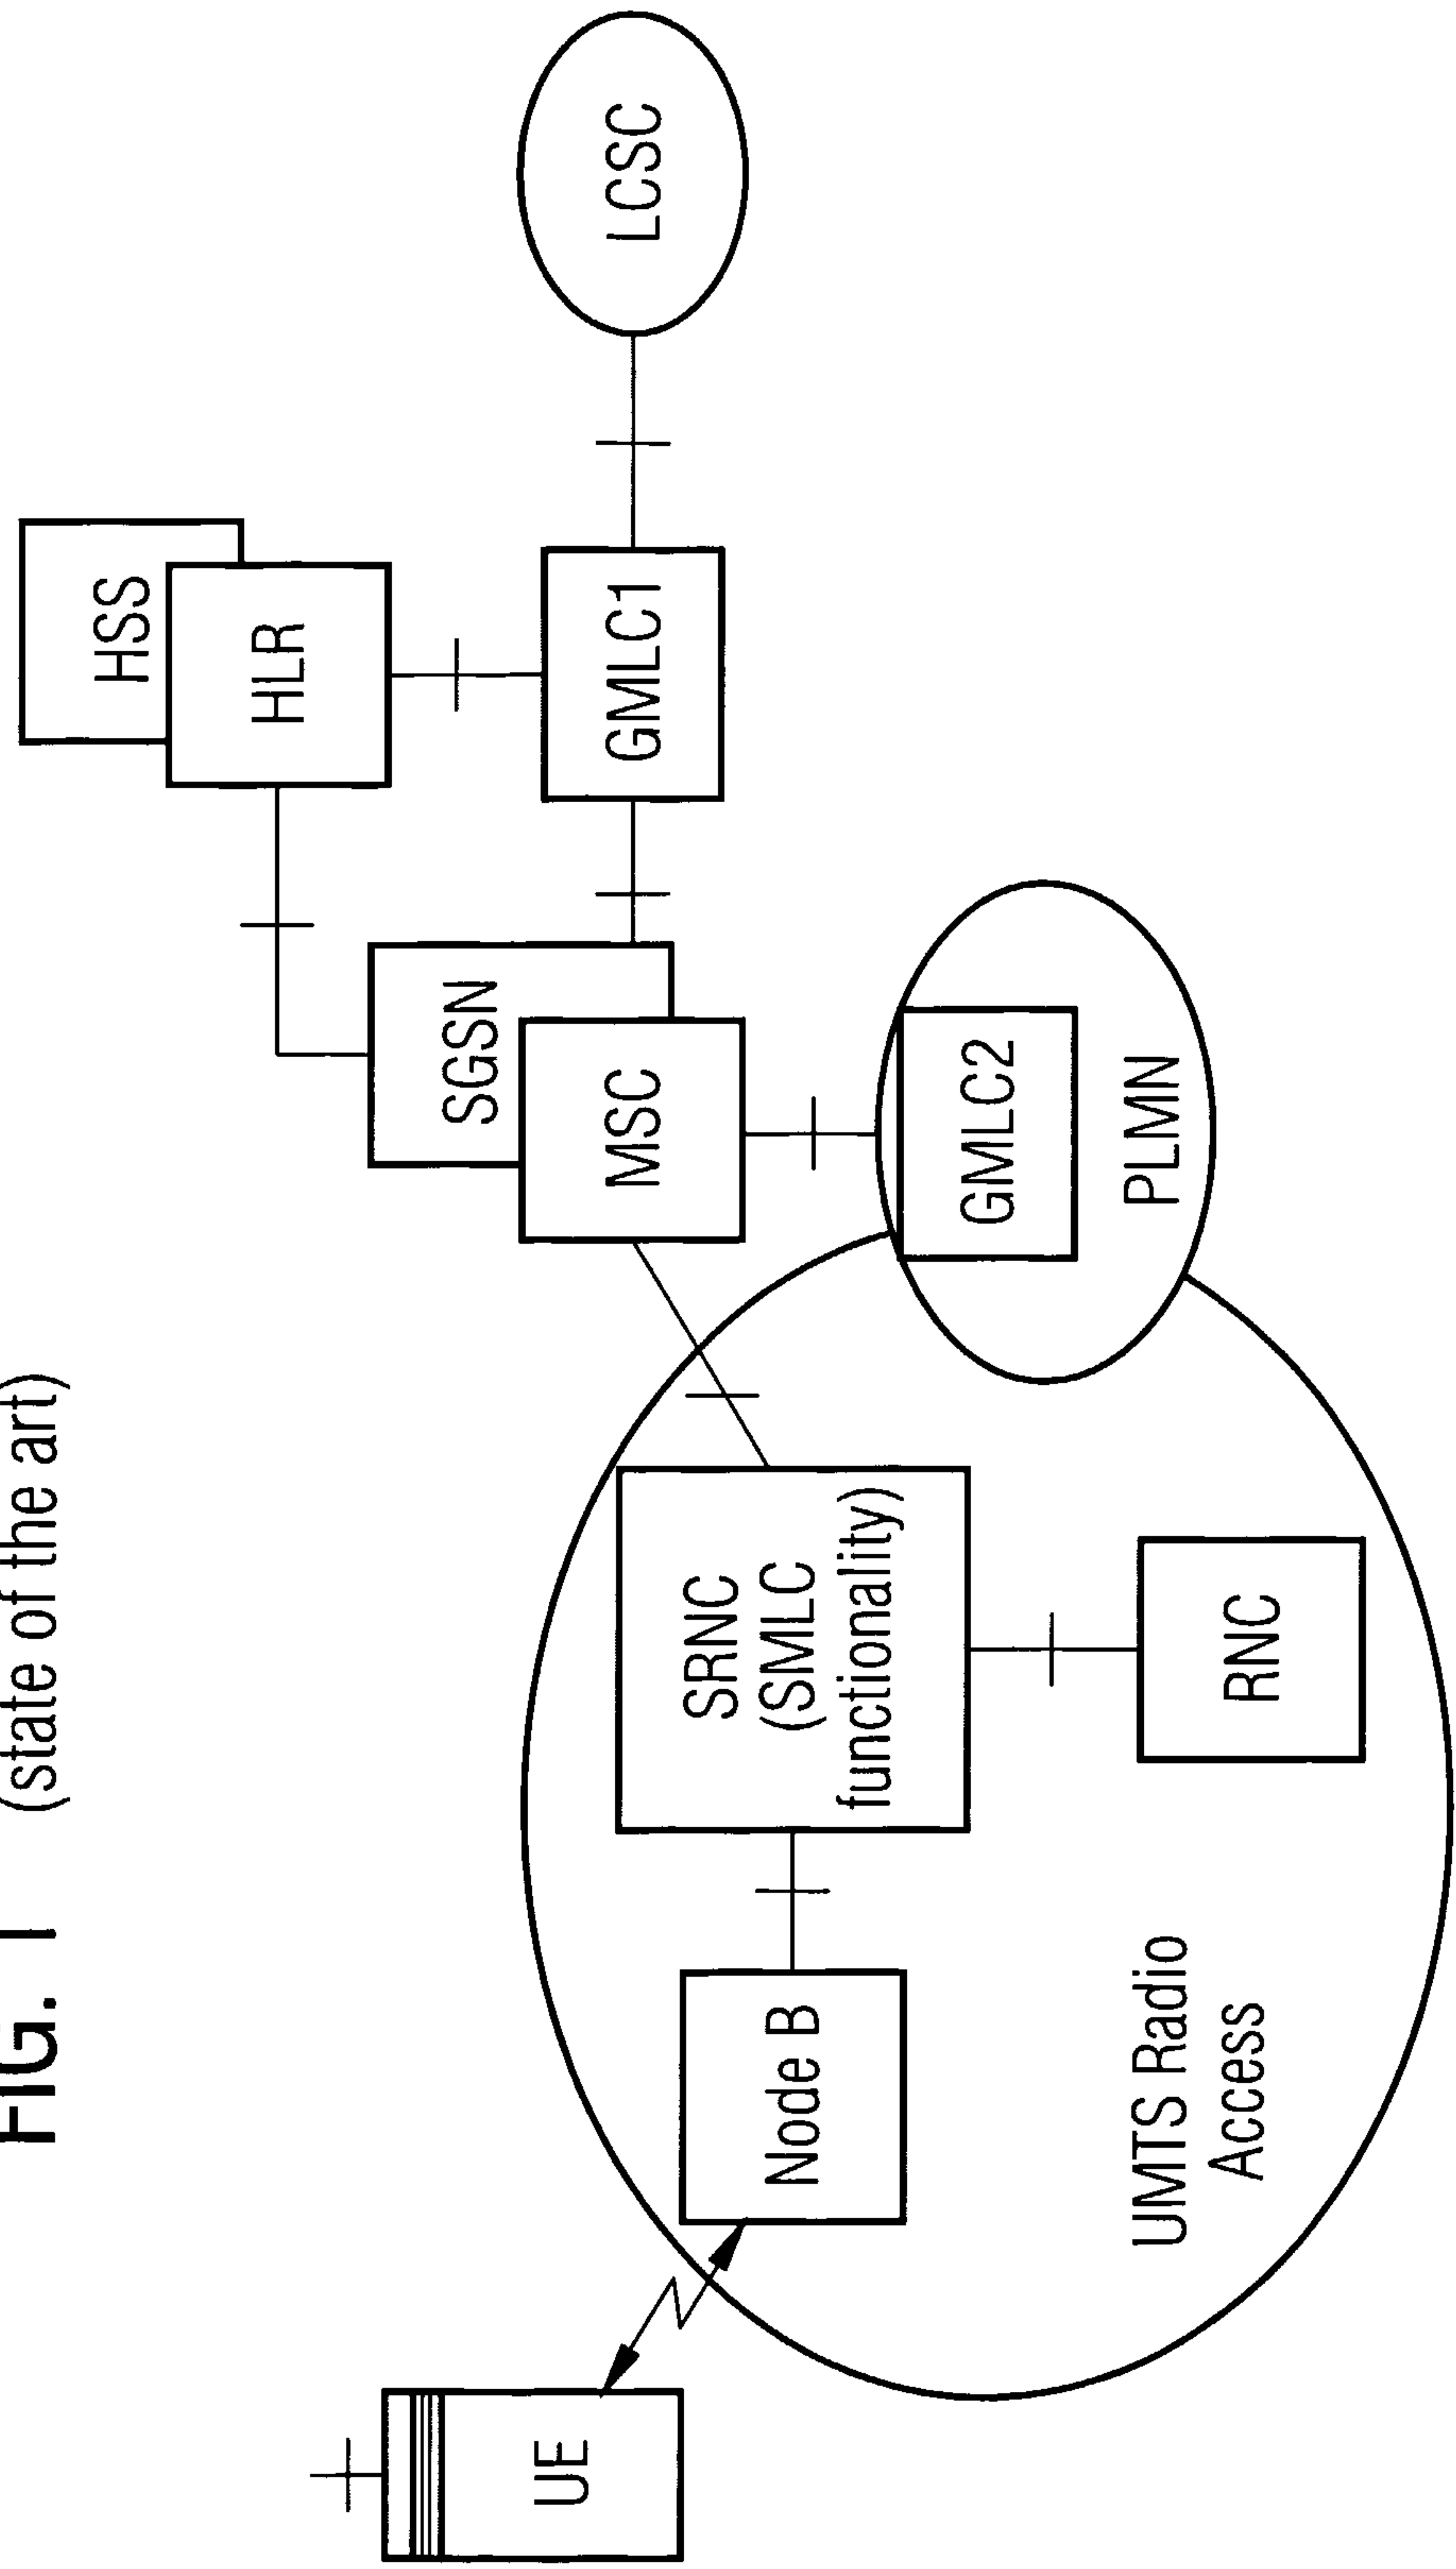 FIG. 1 (state of the art)
HSS
HLR
SGSN
MSC
GMLC1
LCSC
UE
Node B
SRNC
(SMLC
functionality)
GMLC2
PLMN
RNC
UMTS Radio
Access